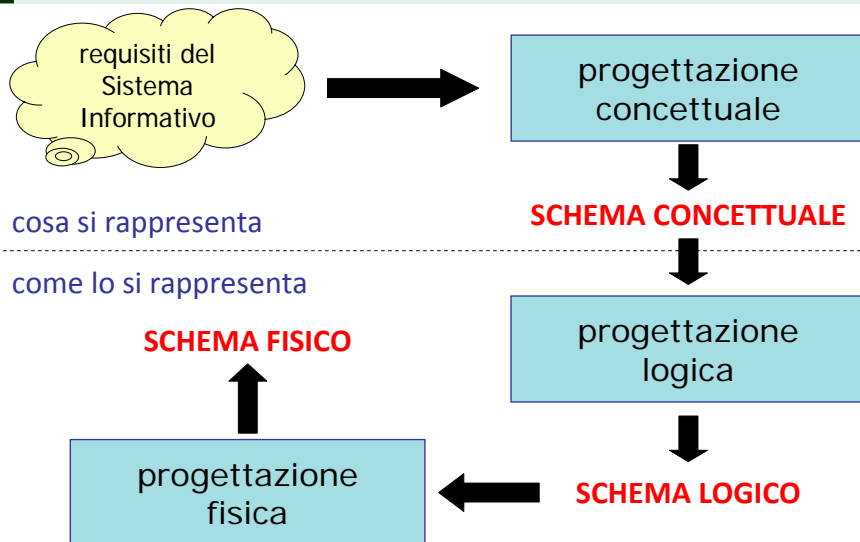 requisiti del
Sistema
Informativo
progettazione
concettuale
cosa si rappresenta
SCHEMA CONCETTUALE
come lo si rappresenta
progettazione
logica
SCHEMA FISICO
progettazione
fisica
SCHEMA LOGICO